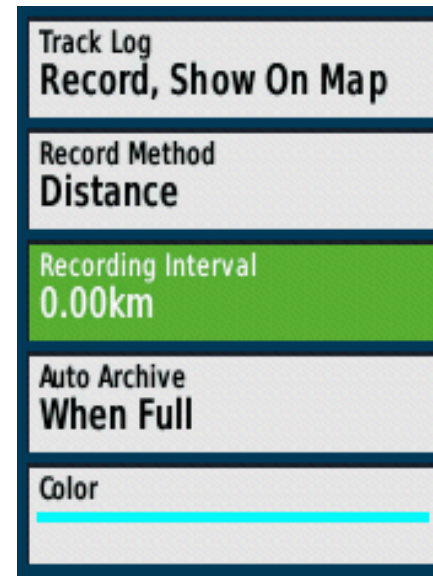 Track Log
Record, Show On Map
Record Method
Distance
Recording Interval
0.00km
Auto Archive
When Full
Color